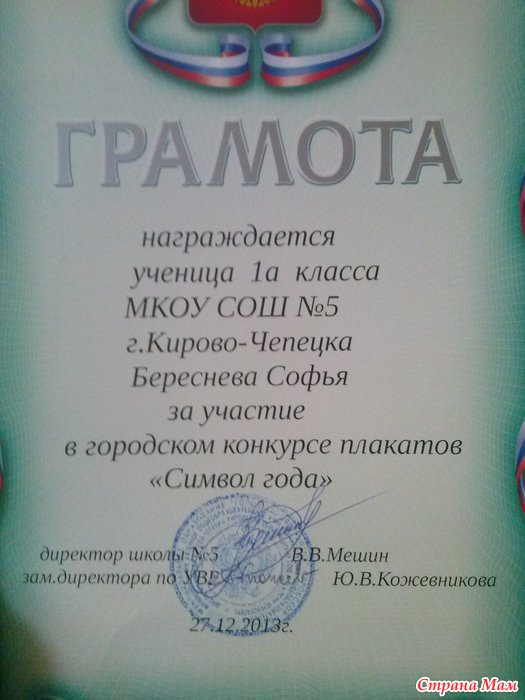 ГРАМОТА
награждается
ученица 1а класса
МКОУ СОШ №5
г.Кирово-Чепецка
Береснева Софья
за участие
в городском конкурсе плакатов
«Символ года»
директор школы №5 В.В.Мешин
зам.директора по УВР Ю.В.Кожевникова
27.12.2013г.
Страна Мам